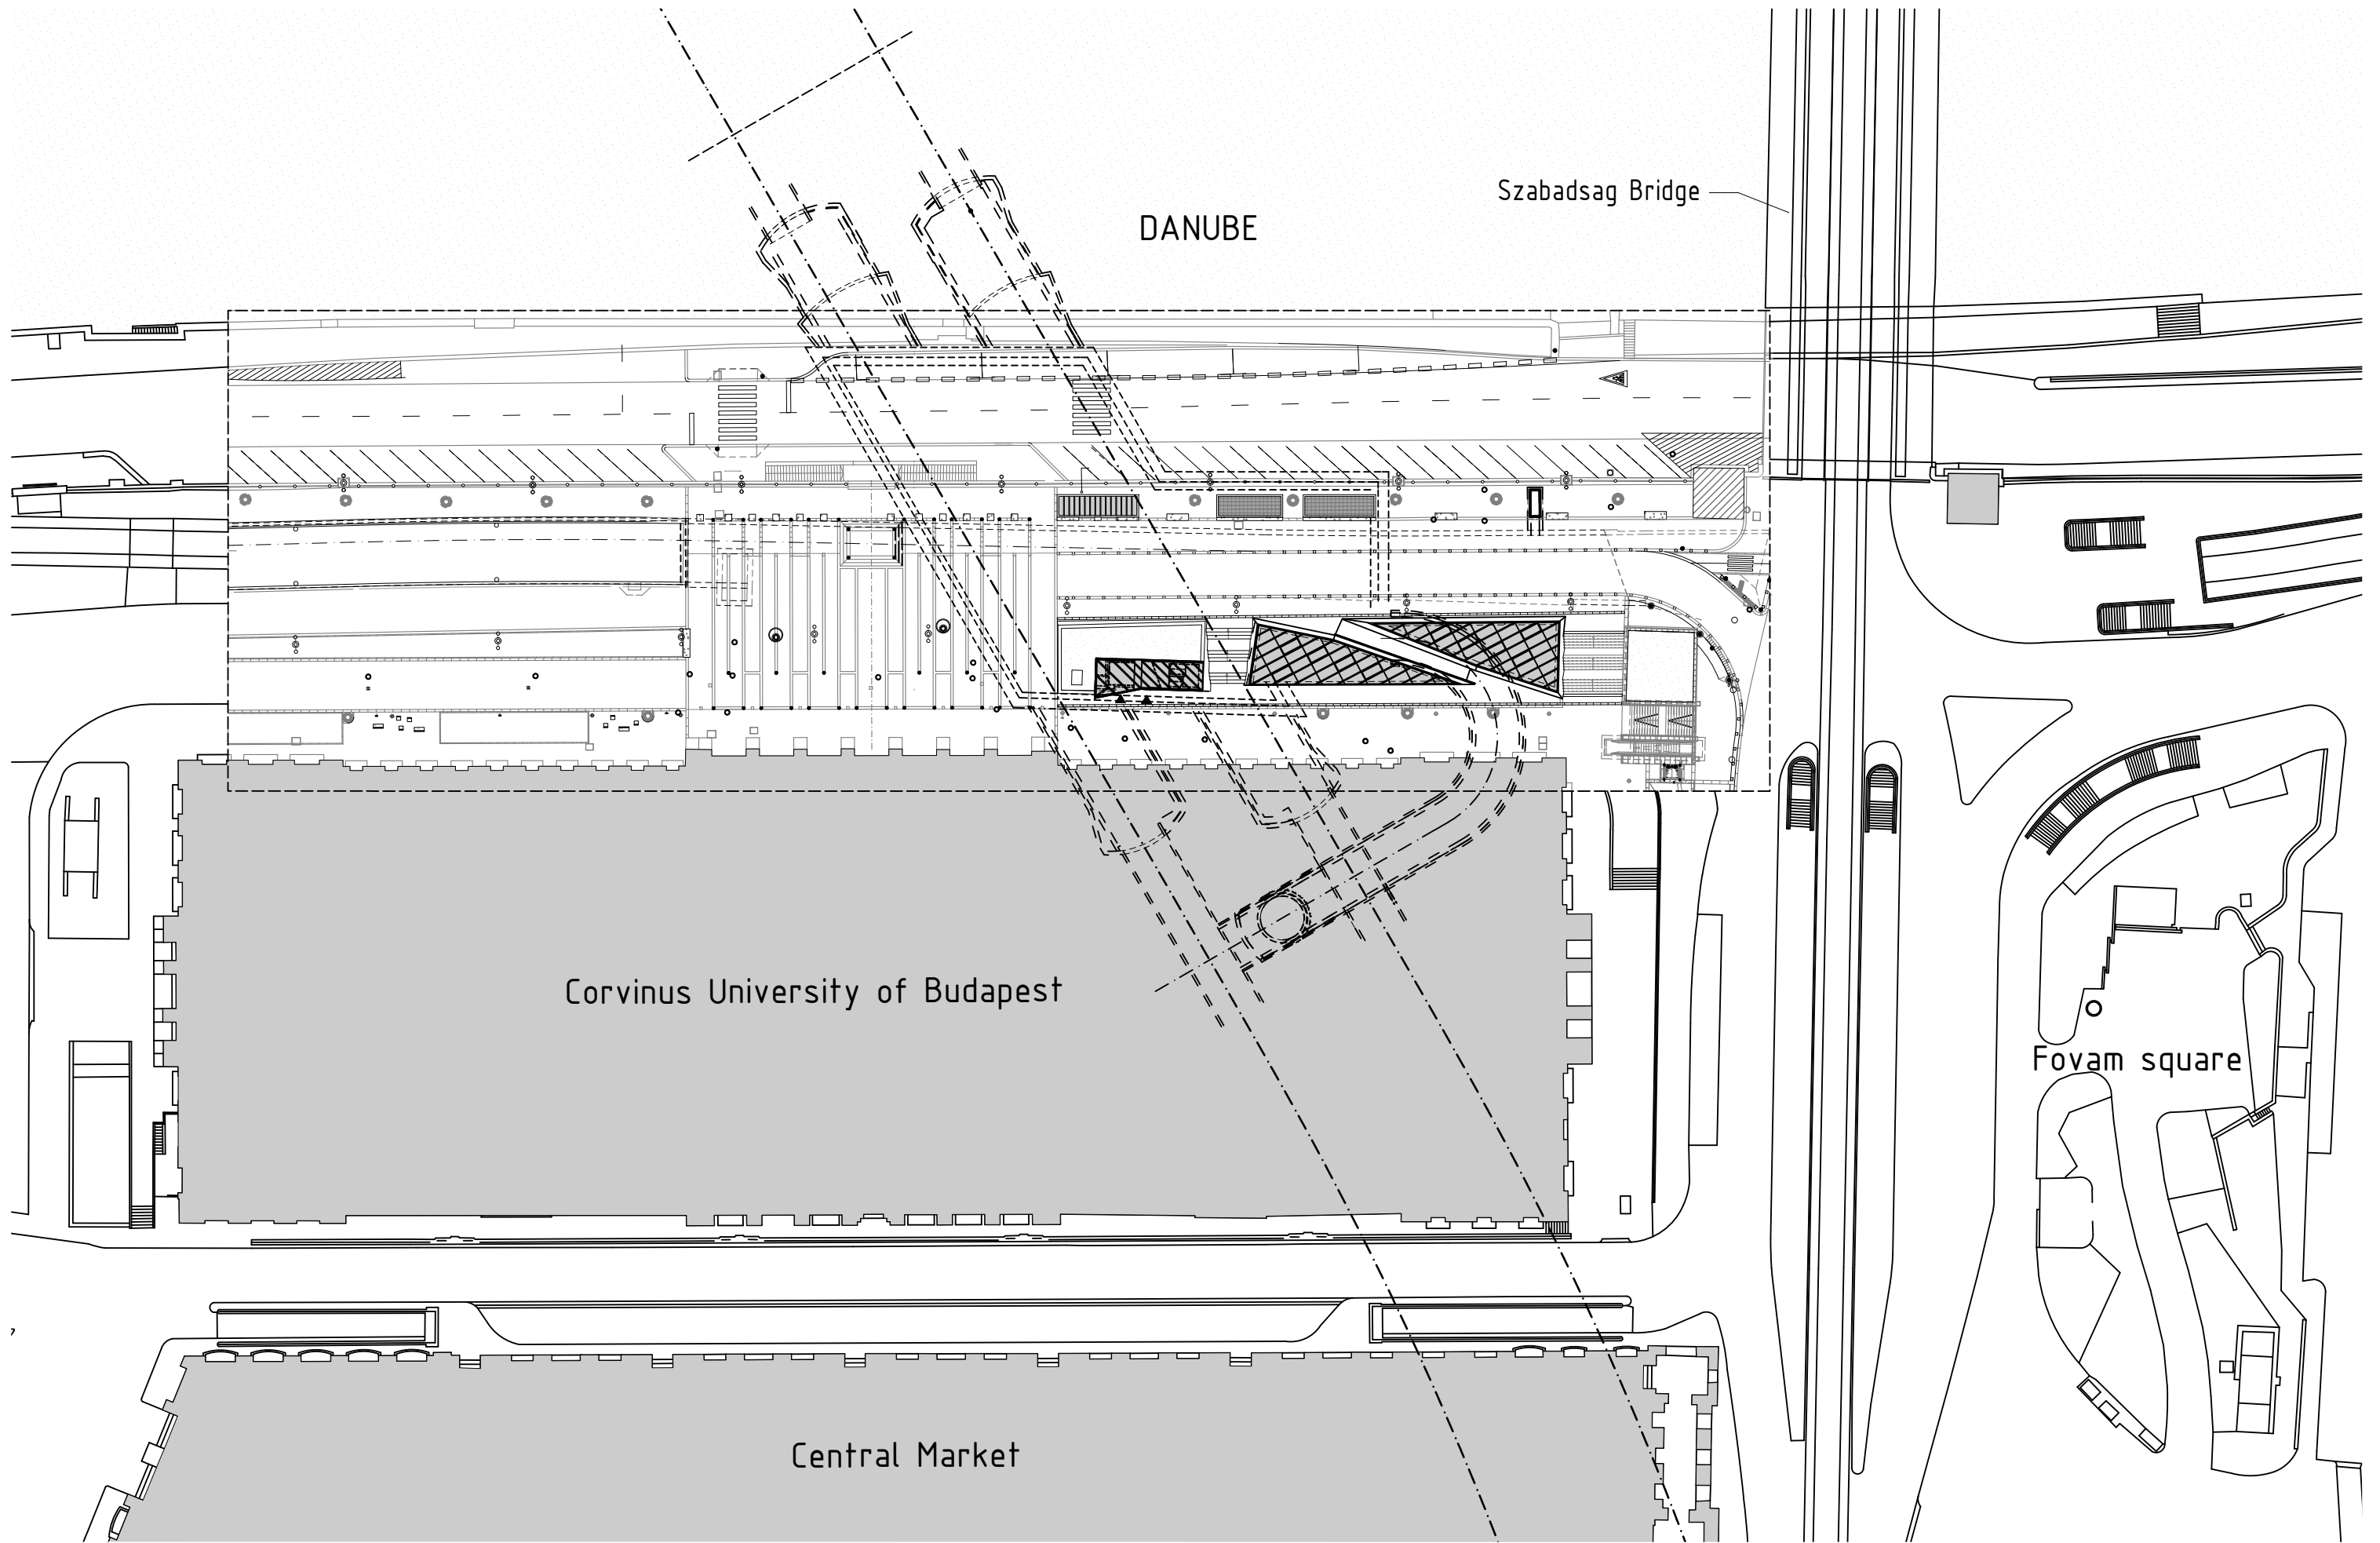 Szabadsag Bridge
DANUBE
Corvinus University of Budapest
Fovam square
Central Market